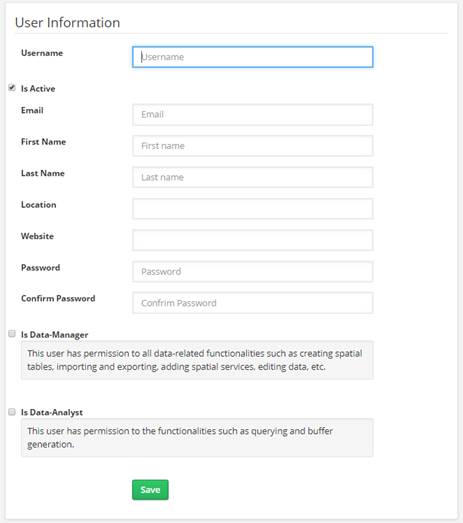 User Information
Username Username
Is Active
Email Email
First Name First name
Last Name Last name
Location
Website
Password Password
Confirm Password Confrim Password
Is Data-Manager
This user has permission to all data-related functionalities such as creating spatial
tables, importing and exporting, adding spatial services, editing data, etc.
Is Data-Analyst
This user has permission to the functionalities such as querying and buffer
generation.
Save